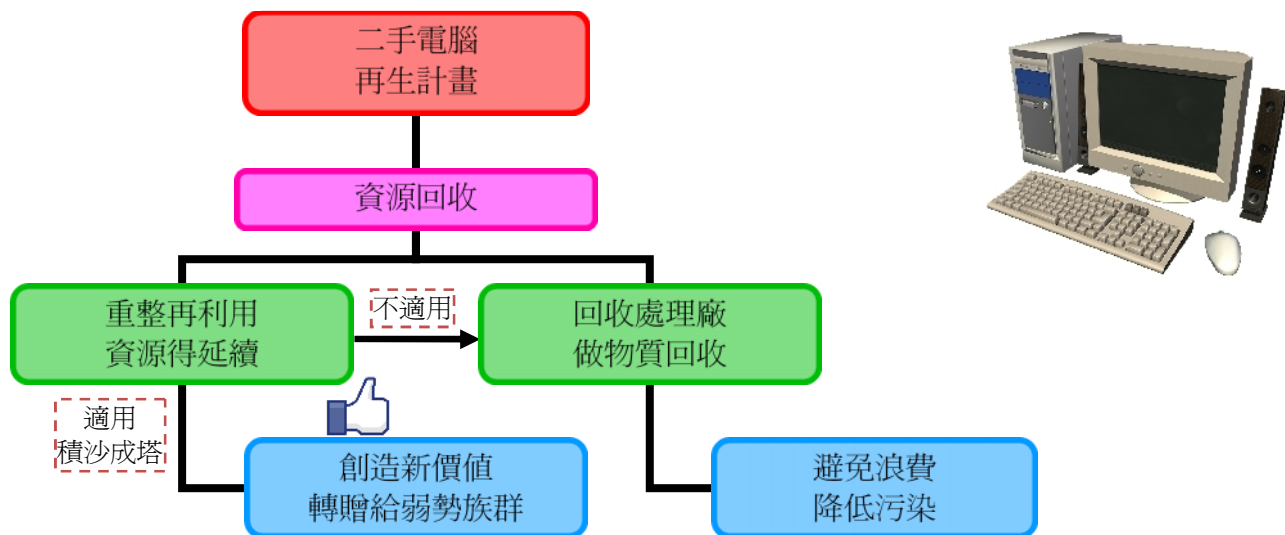 二手電腦
再生計畫
資源回收
重整再利用
資源得延續
不適用
回收處理廠
做物質回收
適用
積沙成塔
創造新價值
轉贈給弱勢族群
避免浪費
降低污染